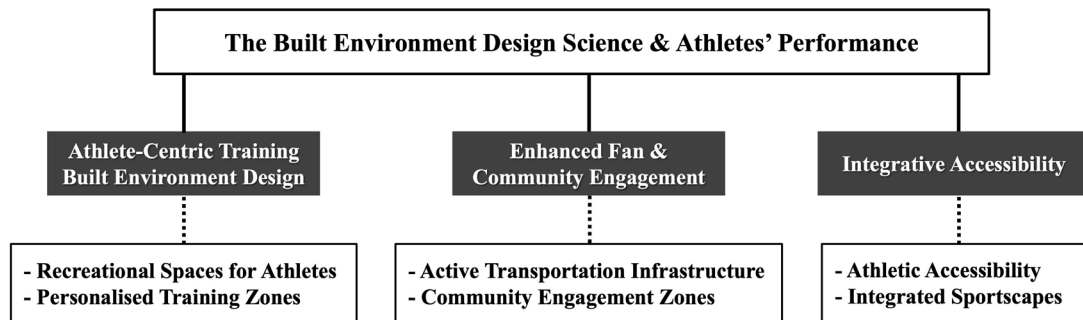 The Built Environment Design Science & Athletes' Performance
Athlete-Centric Training
Built Environment Design
Enhanced Fan &
Community Engagement
Integrative Accessibility
- Recreational Spaces for Athletes
- Personalised Training Zones
- Active Transportation Infrastructure
- Community Engagement Zones
- Athletic Accessibility
- Integrated Sportscapes